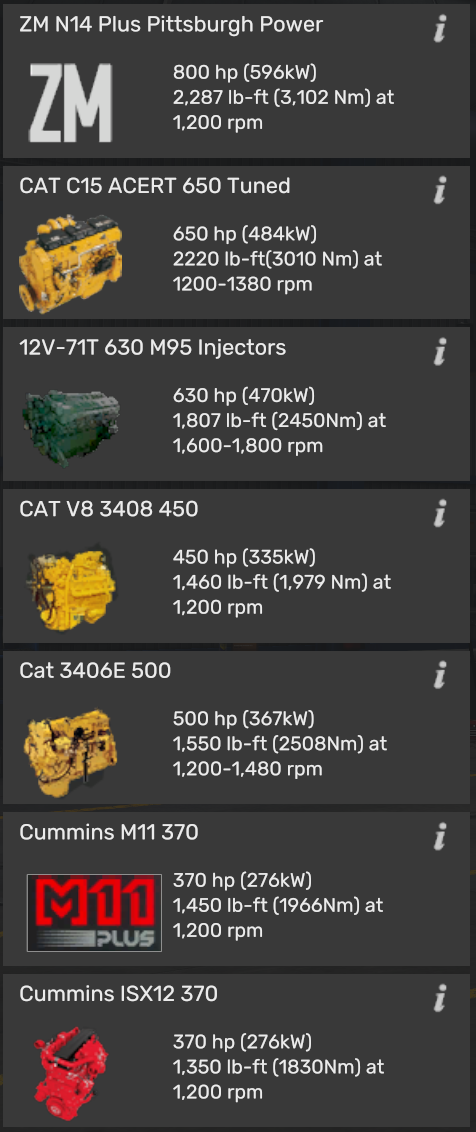 ZM N14 Plus Pittsburgh Power
i
ZM
800 hp (596kW)
2,287 lb-ft (3,102 Nm) at
1,200 rpm
CAT C15 ACERT 650 Tuned
i
650 hp (484kW)
2220 lb-ft(3010 Nm) at
1200-1380 rpm
12V-71T 630 M95 Injectors
i
630 hp (470kW)
1,807 lb-ft (2450Nm) at
1,600-1,800 rpm
CAT V8 3408 450
i
450 hp (335kW)
1,460 lb-ft (1,979 Nm) at
1,200 rpm
Cat 3406E 500
i
500 hp (367kW)
1,550 lb-ft (2508Nm) at
1,200-1,480 rpm
Cummins M11 370
i
M11
PLUS
370 hp (276kW)
1,450 lb-ft (1966Nm) at
1,200 rpm
Cummins ISX12 370
i
370 hp (276kW)
1,350 lb-ft (1830Nm) at
1,200 rpm